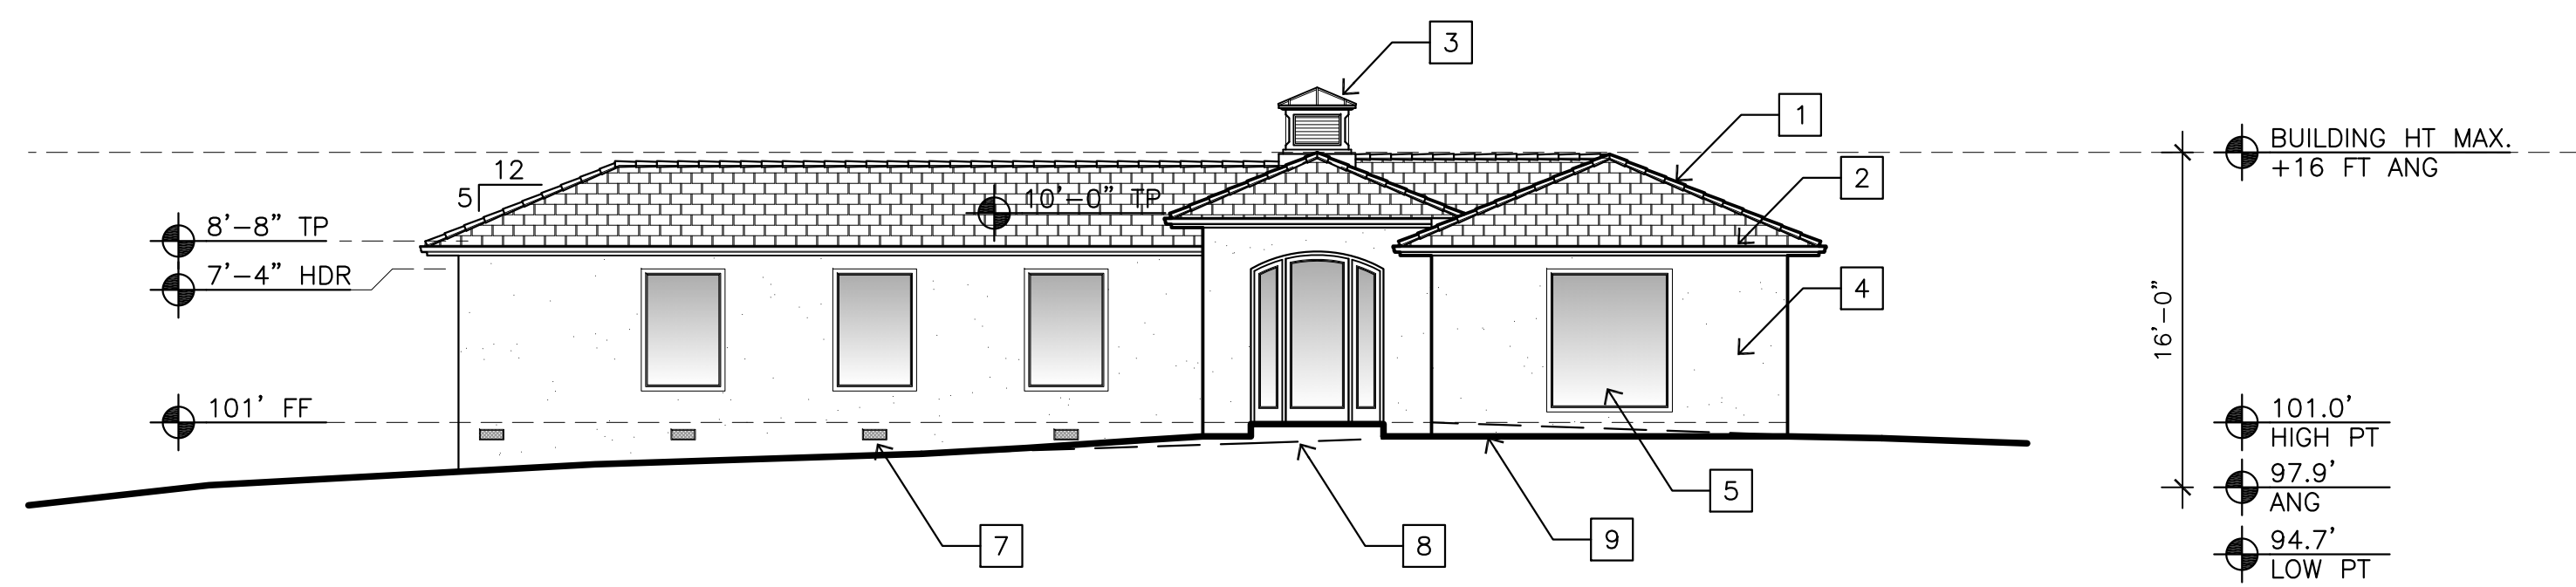 3
1
BUILDING HT MAX.
+16 FT ANG
12
5
2
10'-0" TP
8'-8" TP
7'-4" HDR
4
16'-0"
101' FF
101.0'
HIGH PT
97.9'
ANG
5
7
8
9
94.7'
LOW PT